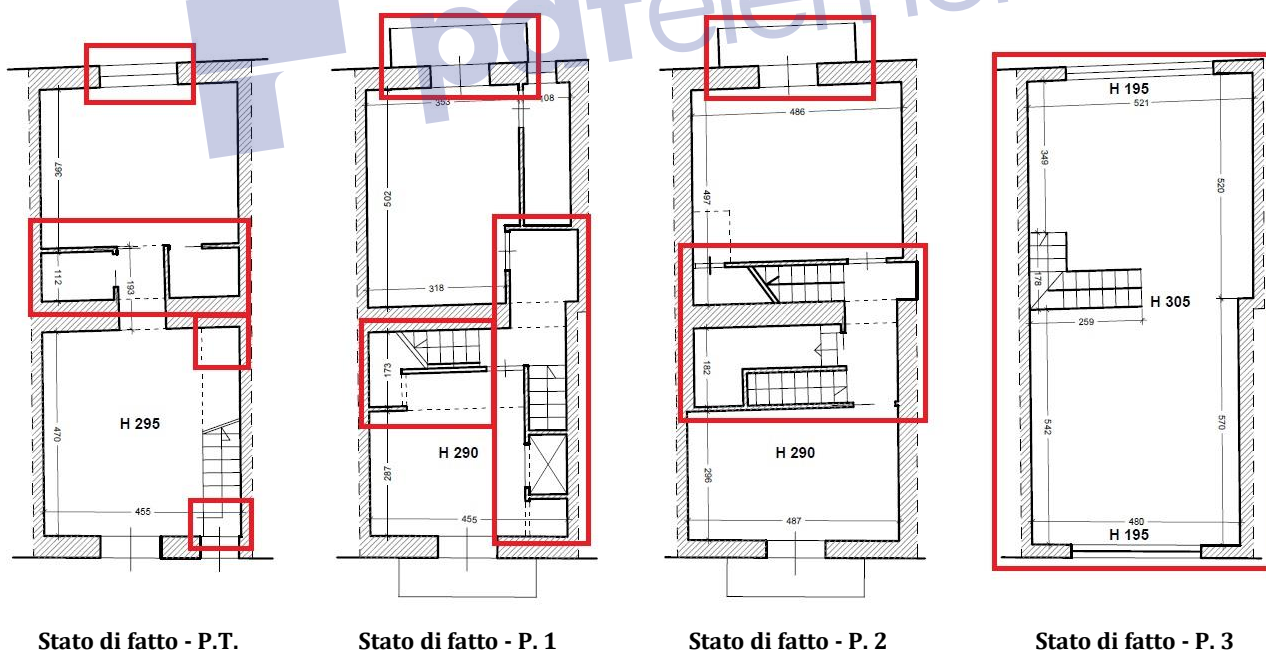 pdfelement
H 195
353
108
486
521
397
349
502
497
520
112
193
318
178
H 305
259
173
182
H 295
470
H 290
H 290
542
570
287
296
455
455
487
480
H 195
Stato di fatto - P.T.
Stato di fatto - P. 1
Stato di fatto - P. 2
Stato di fatto - P. 3